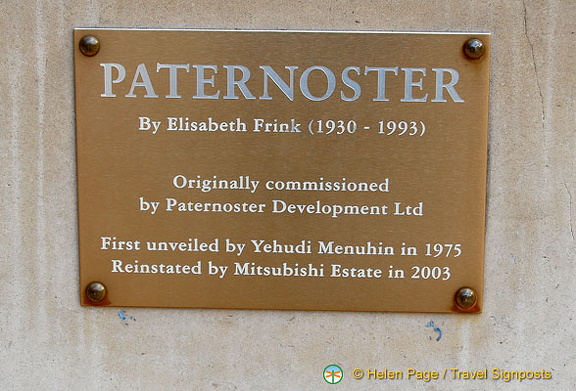 PATERNOSTER
By Elisabeth Frink (1930 - 1993)
Originally commissioned
by Paternoster Development Ltd
First unveiled by Yehudi Menuhin in 1975
Reinstated by Mitsubishi Estate in 2003
© Helen Page / Travel Signposts